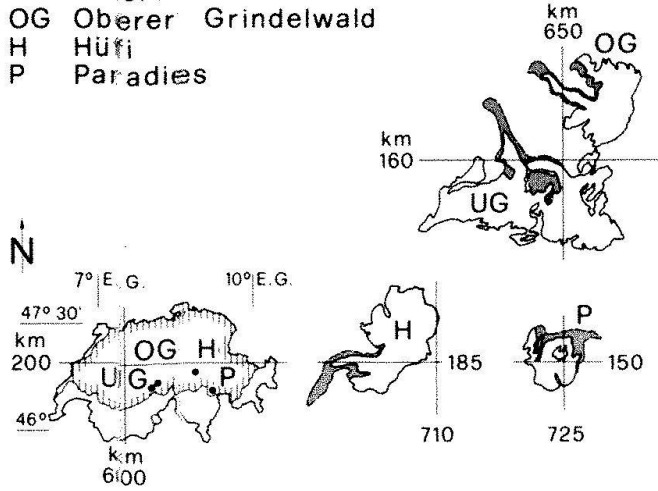 OG Oberer Grindelwald
H Hüfi
P Paradies
km
650
OG
km
160
UG
N
7° E.G.
10° E.G.
47° 30'
km
200
OG H
UG P
46°
km
600
H
185
710
P
150
725